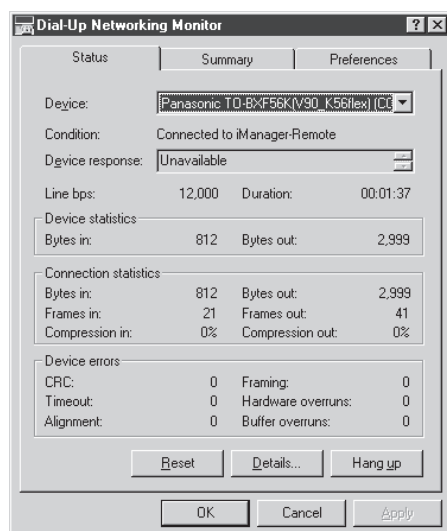 Dial-Up Networking Monitor
Status Summary Preferences
Device: Panasonic TO-BXF56K(V90_K56flex) (CO
Condition: Connected to iManager-Remote
Device response: Unavailable
Line bps: 12,000 Duration: 00:01:37
Device statistics
Bytes in: 812 Bytes out: 2,999
Connection statistics
Bytes in: 812 Bytes out: 2,999
Frames in: 21 Frames out: 41
Compression in: 0% Compression out: 0%
Device errors
CRC: 0 Framing: 0
Timeout: 0 Hardware overruns: 0
Alignment: 0 Buffer overruns: 0
Reset Details... Hang up
OK Cancel Apply